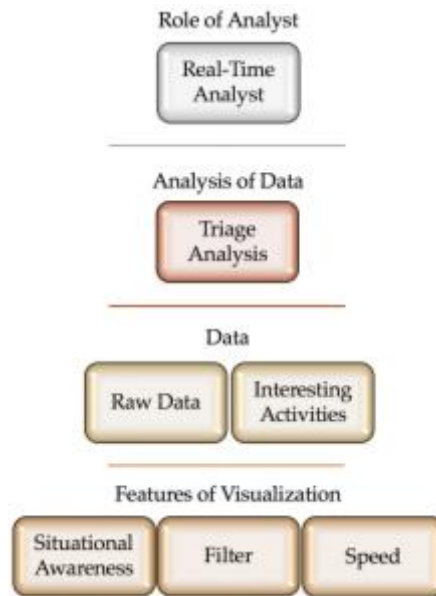 Role of Analyst
Real-Time
Analyst
Analysis of Data
Triage
Analysis
Data
Raw Data
Interesting
Activities
Features of Visualization
Situational
Awareness
Filter
Speed